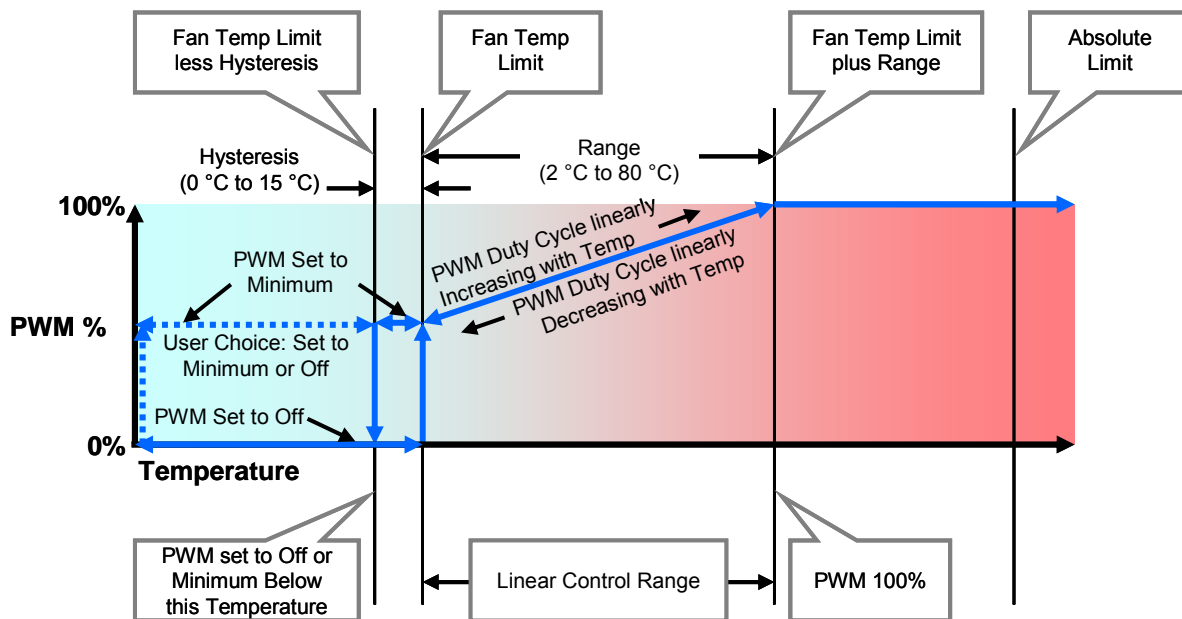 Fan Temp Limit
less Hysteresis
Fan Temp
Limit
Fan Temp Limit
plus Range
Absolute
Limit
Hysteresis
(0 °C to 15 °C)
Range
(2 °C to 80 °C)
100%
PWM Duty Cycle linearly
Increasing with Temp
PWM Duty Cycle linearly
Decreasing with Temp
PWM Set to
Minimum
PWM %
User Choice: Set to
Minimum or Off
PWM Set to Off
0%
Temperature
PWM set to Off or
Minimum Below
this Temperature
Linear Control Range
PWM 100%